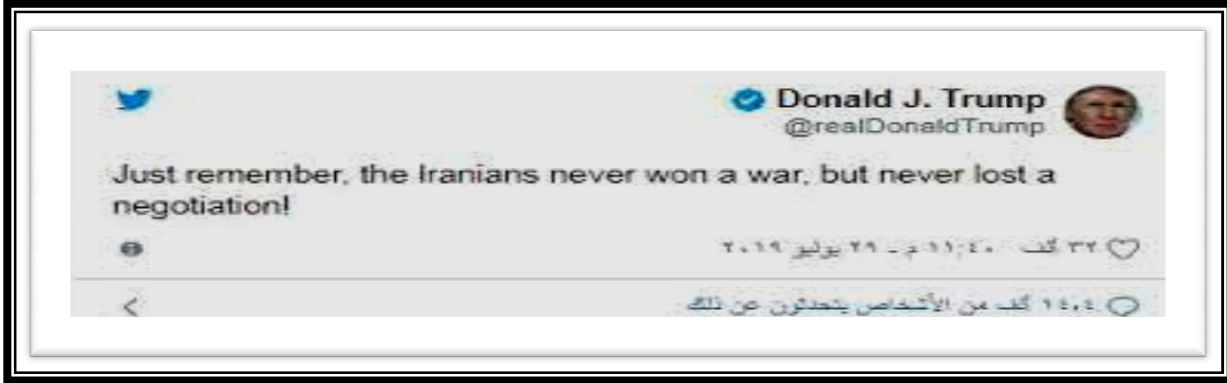 Donald J. Trump
@realDonaldTrump
Just remember, the Iranians never won a war, but never lost a
negotiation!
٣٢ ألف ١١:٤٠ م - ٢٩ يوليو ٢٠١٩
١٤٫٤ ألف من الأشخاص يتحدثون عن ذلك